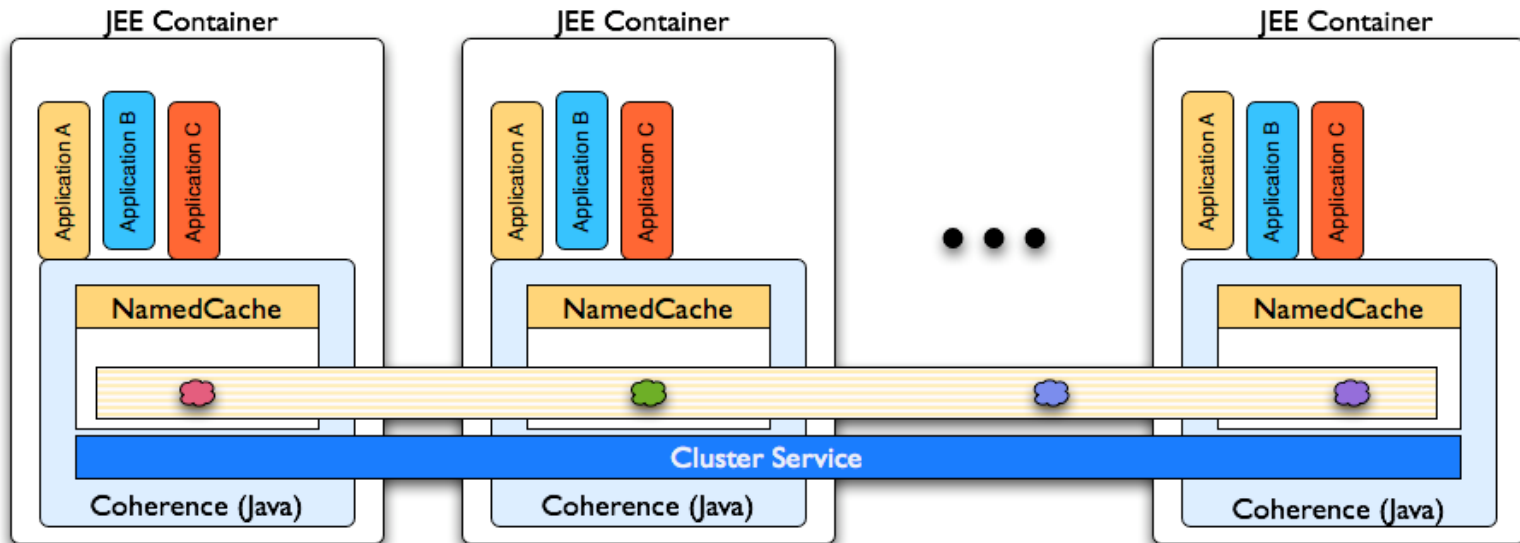 JEE Container
JEE Container
JEE Container
Application A
Application B
Application C
Application A
Application B
Application C
Application A
Application B
Application C
NamedCache
NamedCache
NamedCache
Cluster Service
Coherence (Java)
Coherence (Java)
Coherence (Java)